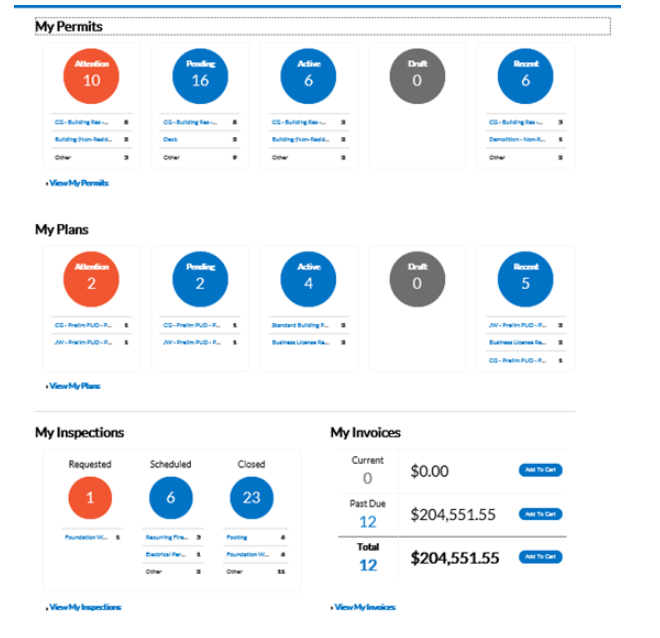 My Permits
Attention Pending Active Draft Recent
10 16 6 0 6
CG - Building Res -... 5 CG - Building Res -... 5 CG - Building Res -... 2 CG - Building Res -... 3
Building (Non-Resid... 2 Deck 2 Building (Non-Resid... 2 Demolition - Non-R... 1
Other 3 Other 9 Other 2 Other 2
View My Permits
My Plans
Attention Pending Active Draft Recent
2 2 4 0 5
CG - Prelim PUD - P... 1 CG - Prelim PUD - P... 1 Standard Building P... 2 JW - Prelim PUD - P... 2
JW - Prelim PUD - P... 1 JW - Prelim PUD - P... 1 Business License Re... 2 Business License Re... 2
CG - Prelim PUD - P... 1
View My Plans
My Inspections
Requested Scheduled Closed
1 6 23
Foundation W... 1 Recurring Fire... 3 Footing 6
Electrical Per... 1 Foundation W... 6
Other 2 Other 11
View My Inspections
My Invoices
Current
0 $0.00 Add To Cart
Past Due
12 $204,551.55 Add To Cart
Total
12 $204,551.55 Add To Cart
View My Invoices